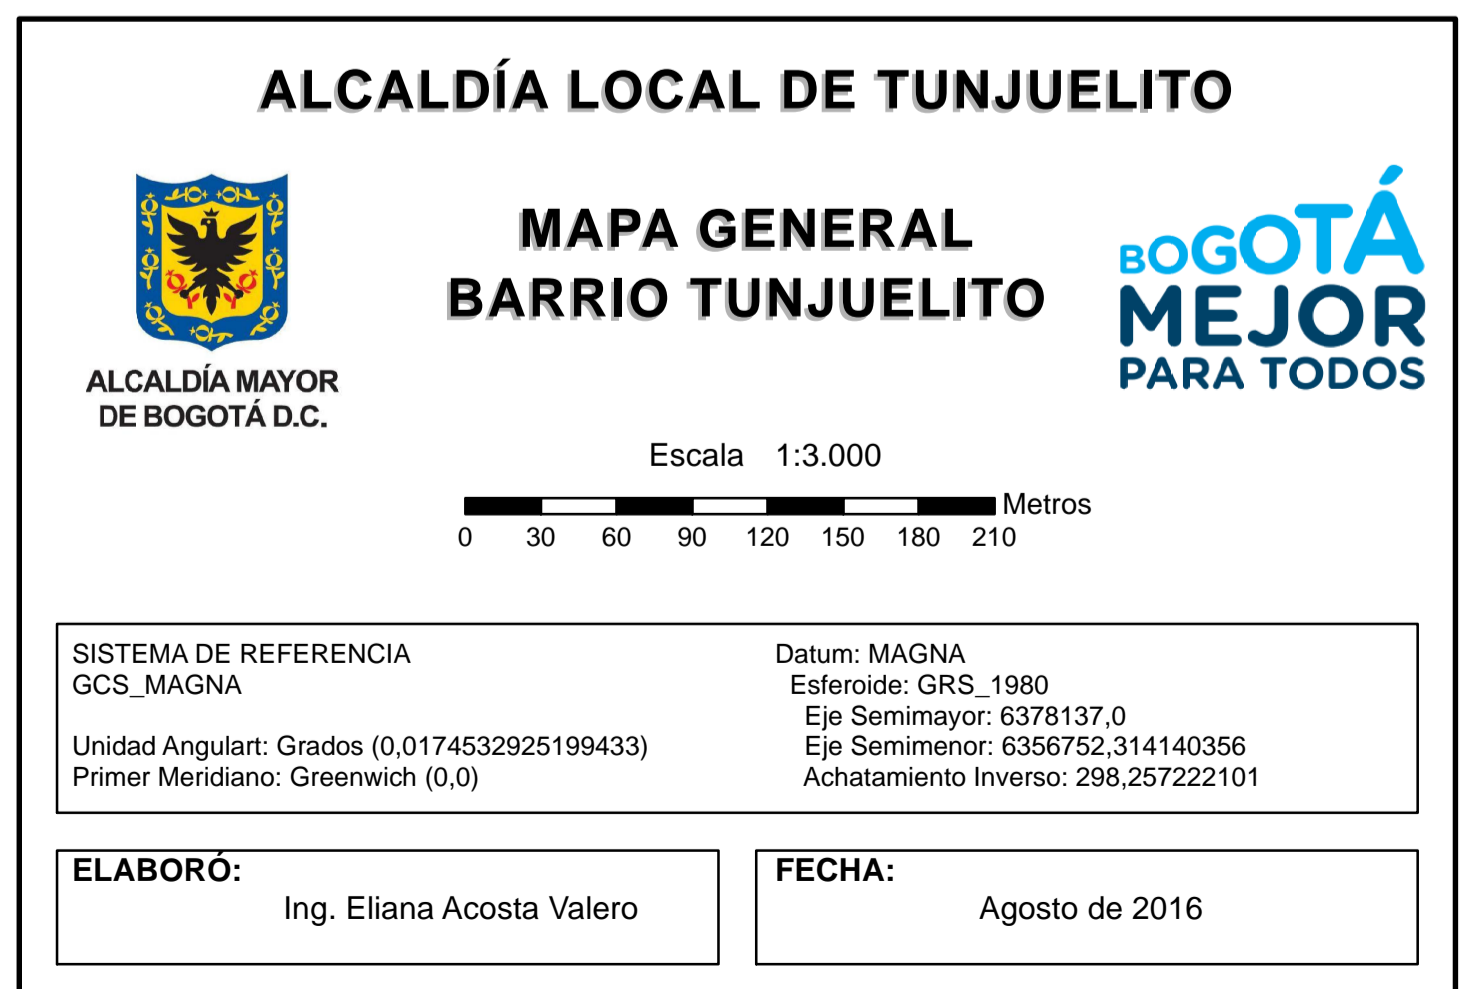 ALCALDÍA LOCAL DE TUNJUELITO
MAPA GENERAL
BARRIO TUNJUELITO
ALCALDÍA MAYOR
DE BOGOTÁ D.C.
BOGOTÁ
MEJOR
PARA TODOS
Escala 1:3.000
Metros
0 30 60 90 120 150 180 210
SISTEMA DE REFERENCIA
GCS_MAGNA
Unidad Angulart: Grados (0,0174532925199433)
Primer Meridiano: Greenwich (0,0)
Datum: MAGNA
Esferoide: GRS_1980
Eje Semimayor: 6378137,0
Eje Semimenor: 6356752,314140356
Achatamiento Inverso: 298,257222101
ELABORÓ:
Ing. Eliana Acosta Valero
FECHA:
Agosto de 2016